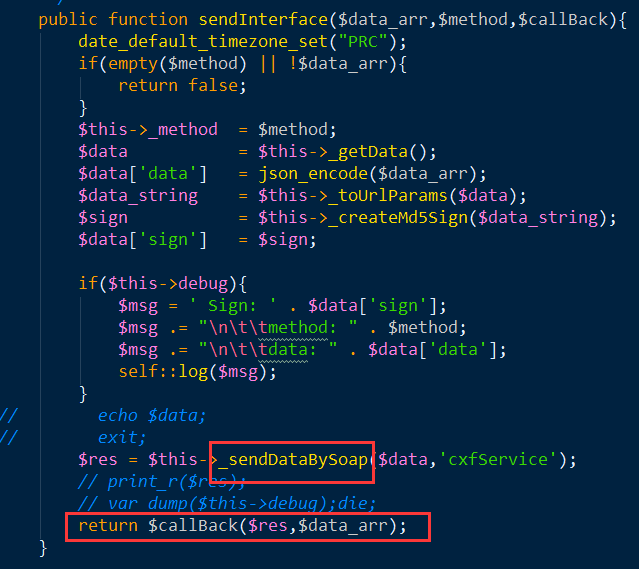 public function sendInterface($data_arr,$method,$callBack){
date_default_timezone_set("PRC");
if(empty($method) || !$data_arr){
return false;
}
$this->_method = $method;
$data = $this->_getData();
$data['data'] = json_encode($data_arr);
$data_string = $this->_toUrlParams($data);
$sign = $this->_createMd5Sign($data_string);
$data['sign'] = $sign;
if($this->debug){
$msg = ' Sign: ' . $data['sign'];
$msg .= "\n\t\tmethod: " . $method;
$msg .= "\n\t\tdata: " . $data['data'];
self::log($msg);
}
// echo $data;
// exit;
$res = $this->_sendDataBySoap($data,'cxfService');
// print_r($res);
// var_dump($this->debug);die;
return $callBack($res,$data_arr);
}